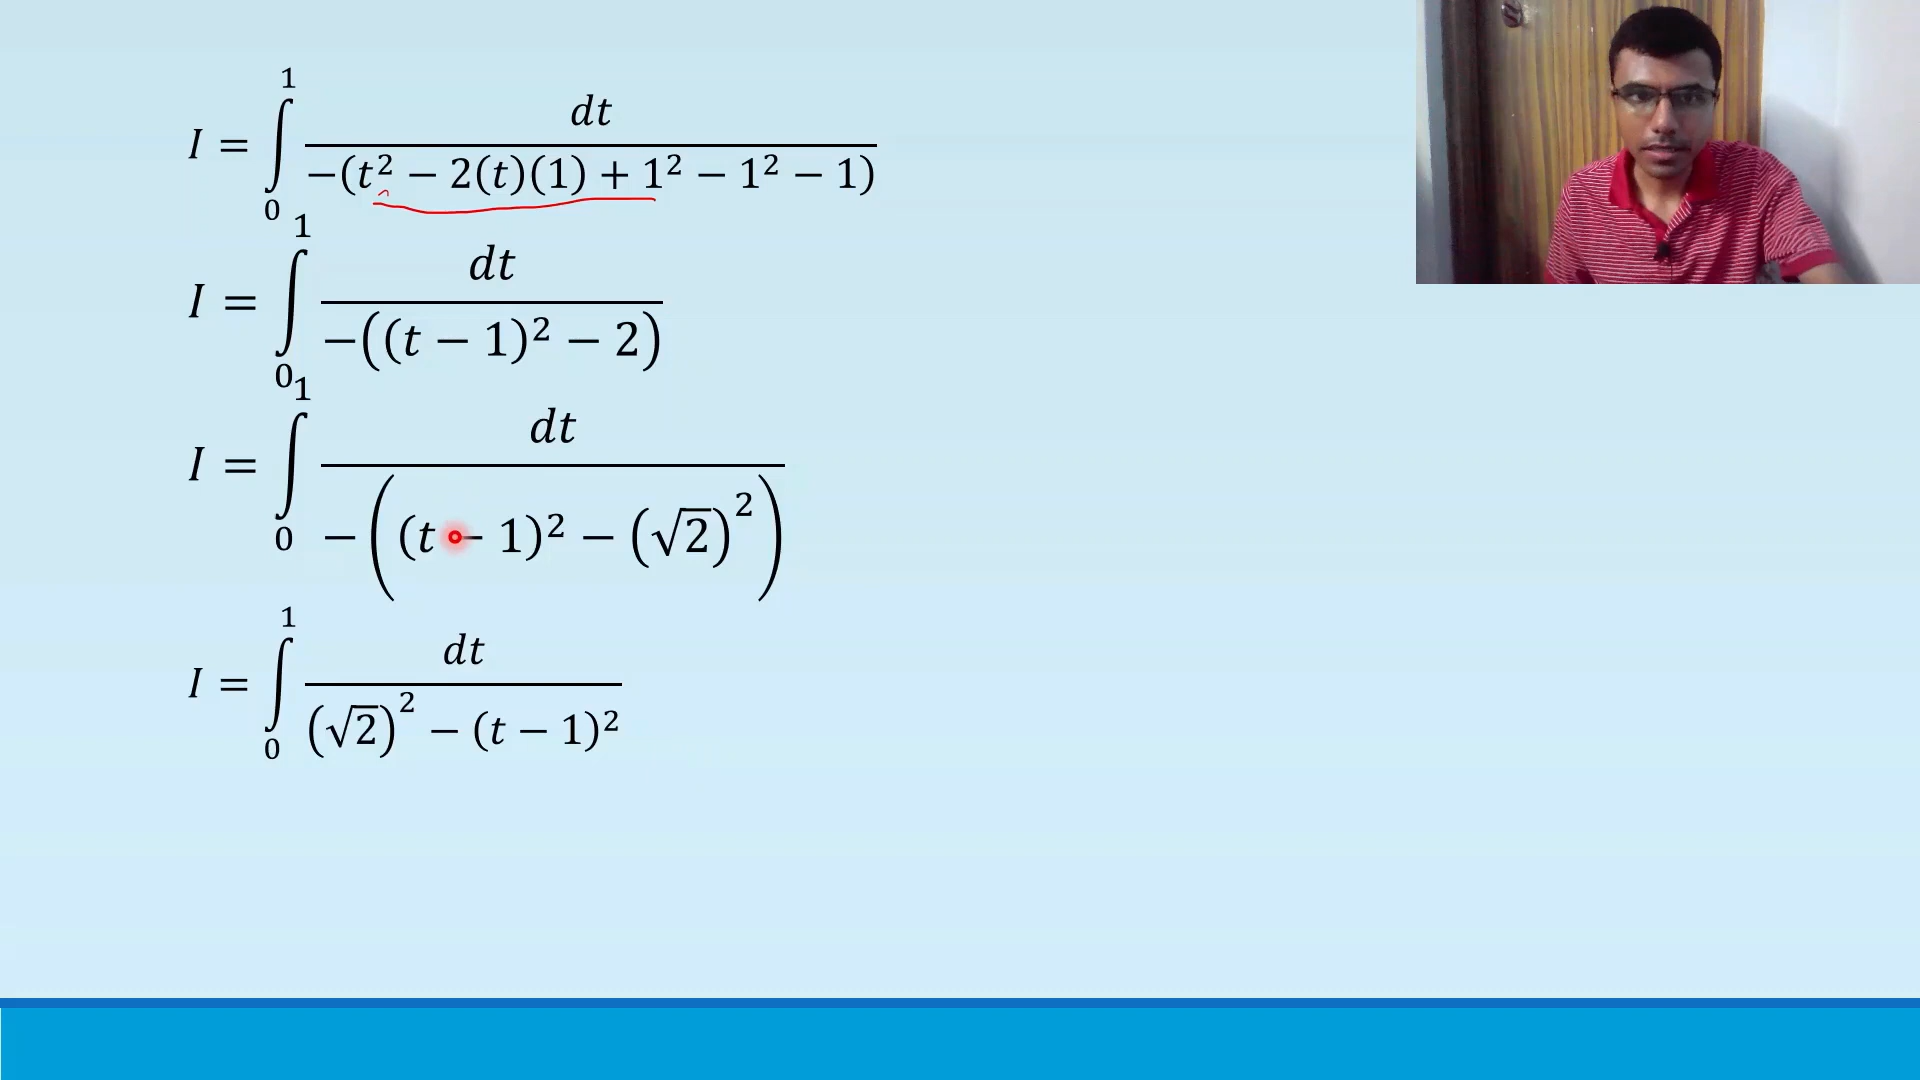 I = ∫₀¹ dt / −(t² − 2(t)(1) + 1² − 1² − 1)
I = ∫₀¹ dt / −((t − 1)² − 2)
I = ∫₀¹ dt / −((t − 1)² − (√2)²)
I = ∫₀¹ dt / (√2)² − (t − 1)²